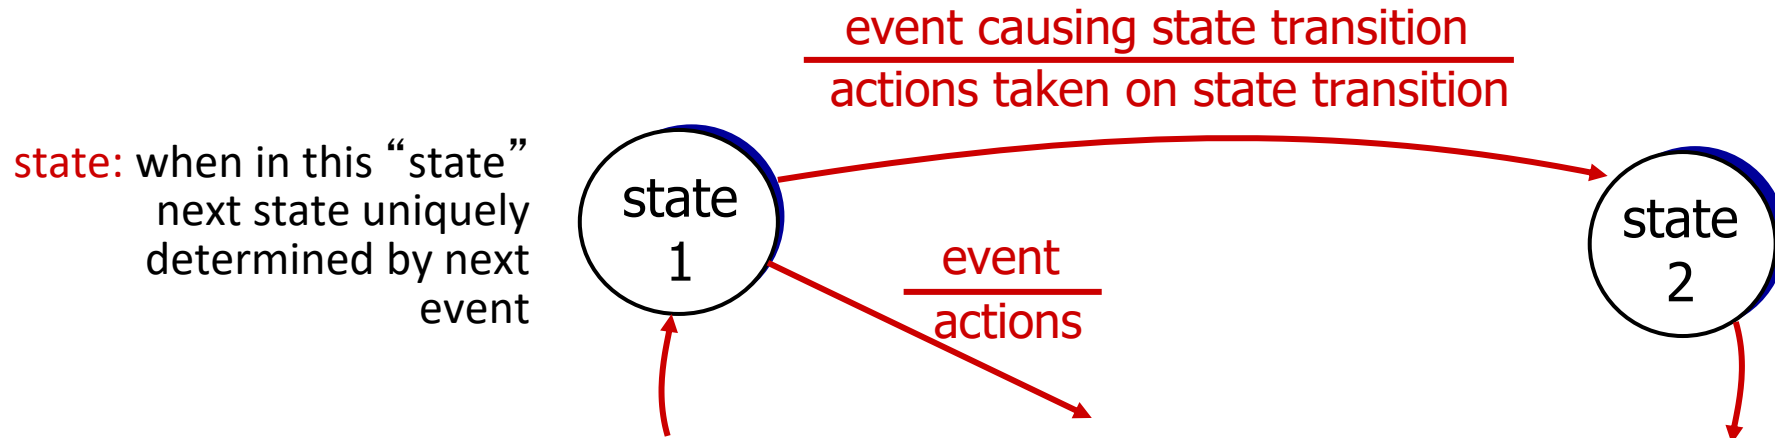 event causing state transition
actions taken on state transition
state: when in this “state”
next state uniquely
determined by next
event
state
1
event
actions
state
2